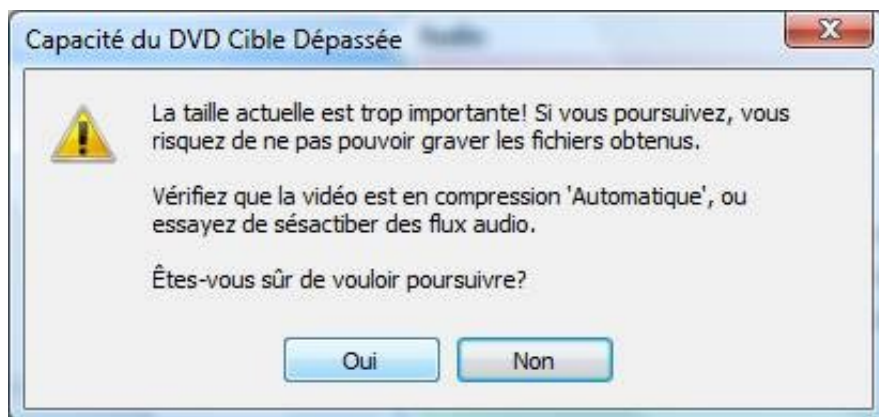 Capacité du DVD Cible Dépassée
La taille actuelle est trop importante! Si vous poursuivez, vous
risquez de ne pas pouvoir graver les fichiers obtenus.
Vérifiez que la vidéo est en compression 'Automatique', ou
essayez de sésactiber des flux audio.
Êtes-vous sûr de vouloir poursuivre?
Oui
Non